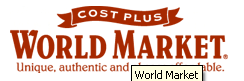 COST PLUS
WORLD MARKET®
Unique, authentic and
World Market